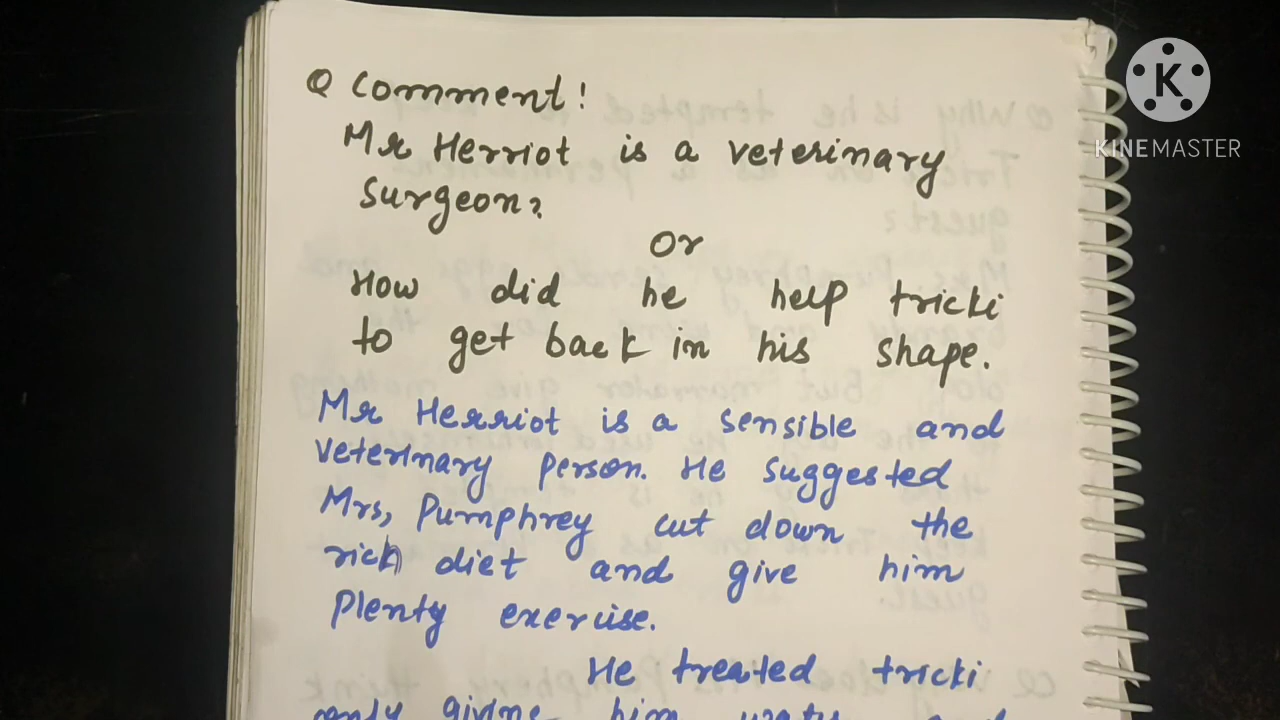 Q Comment!
Mr Herriot is a veterinary
surgeon?
Or
How did he help tricki
to get back in his shape.
Mr Herriot is a sensible and
veterinary person. He suggested
Mrs, Pumphrey cut down the
rich diet and give him
Plenty exercise.
He treated tricki
giving him
K
KINEMASTER